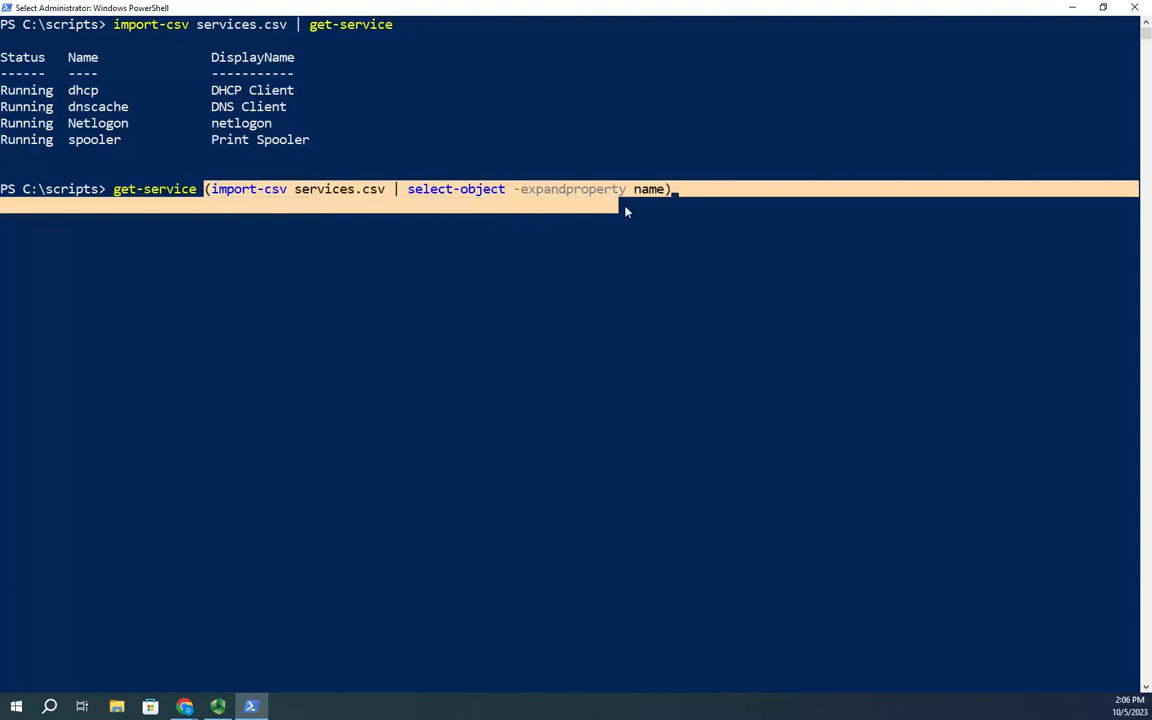 Select Administrator: Windows PowerShell
PS C:\scripts> import-csv services.csv | get-service
Status Name DisplayName
------ ---- -----------
Running dhcp DHCP Client
Running dnscache DNS Client
Running Netlogon netlogon
Running spooler Print Spooler
PS C:\scripts> get-service (import-csv services.csv | select-object -expandproperty name)_
2:06 PM
10/5/2023